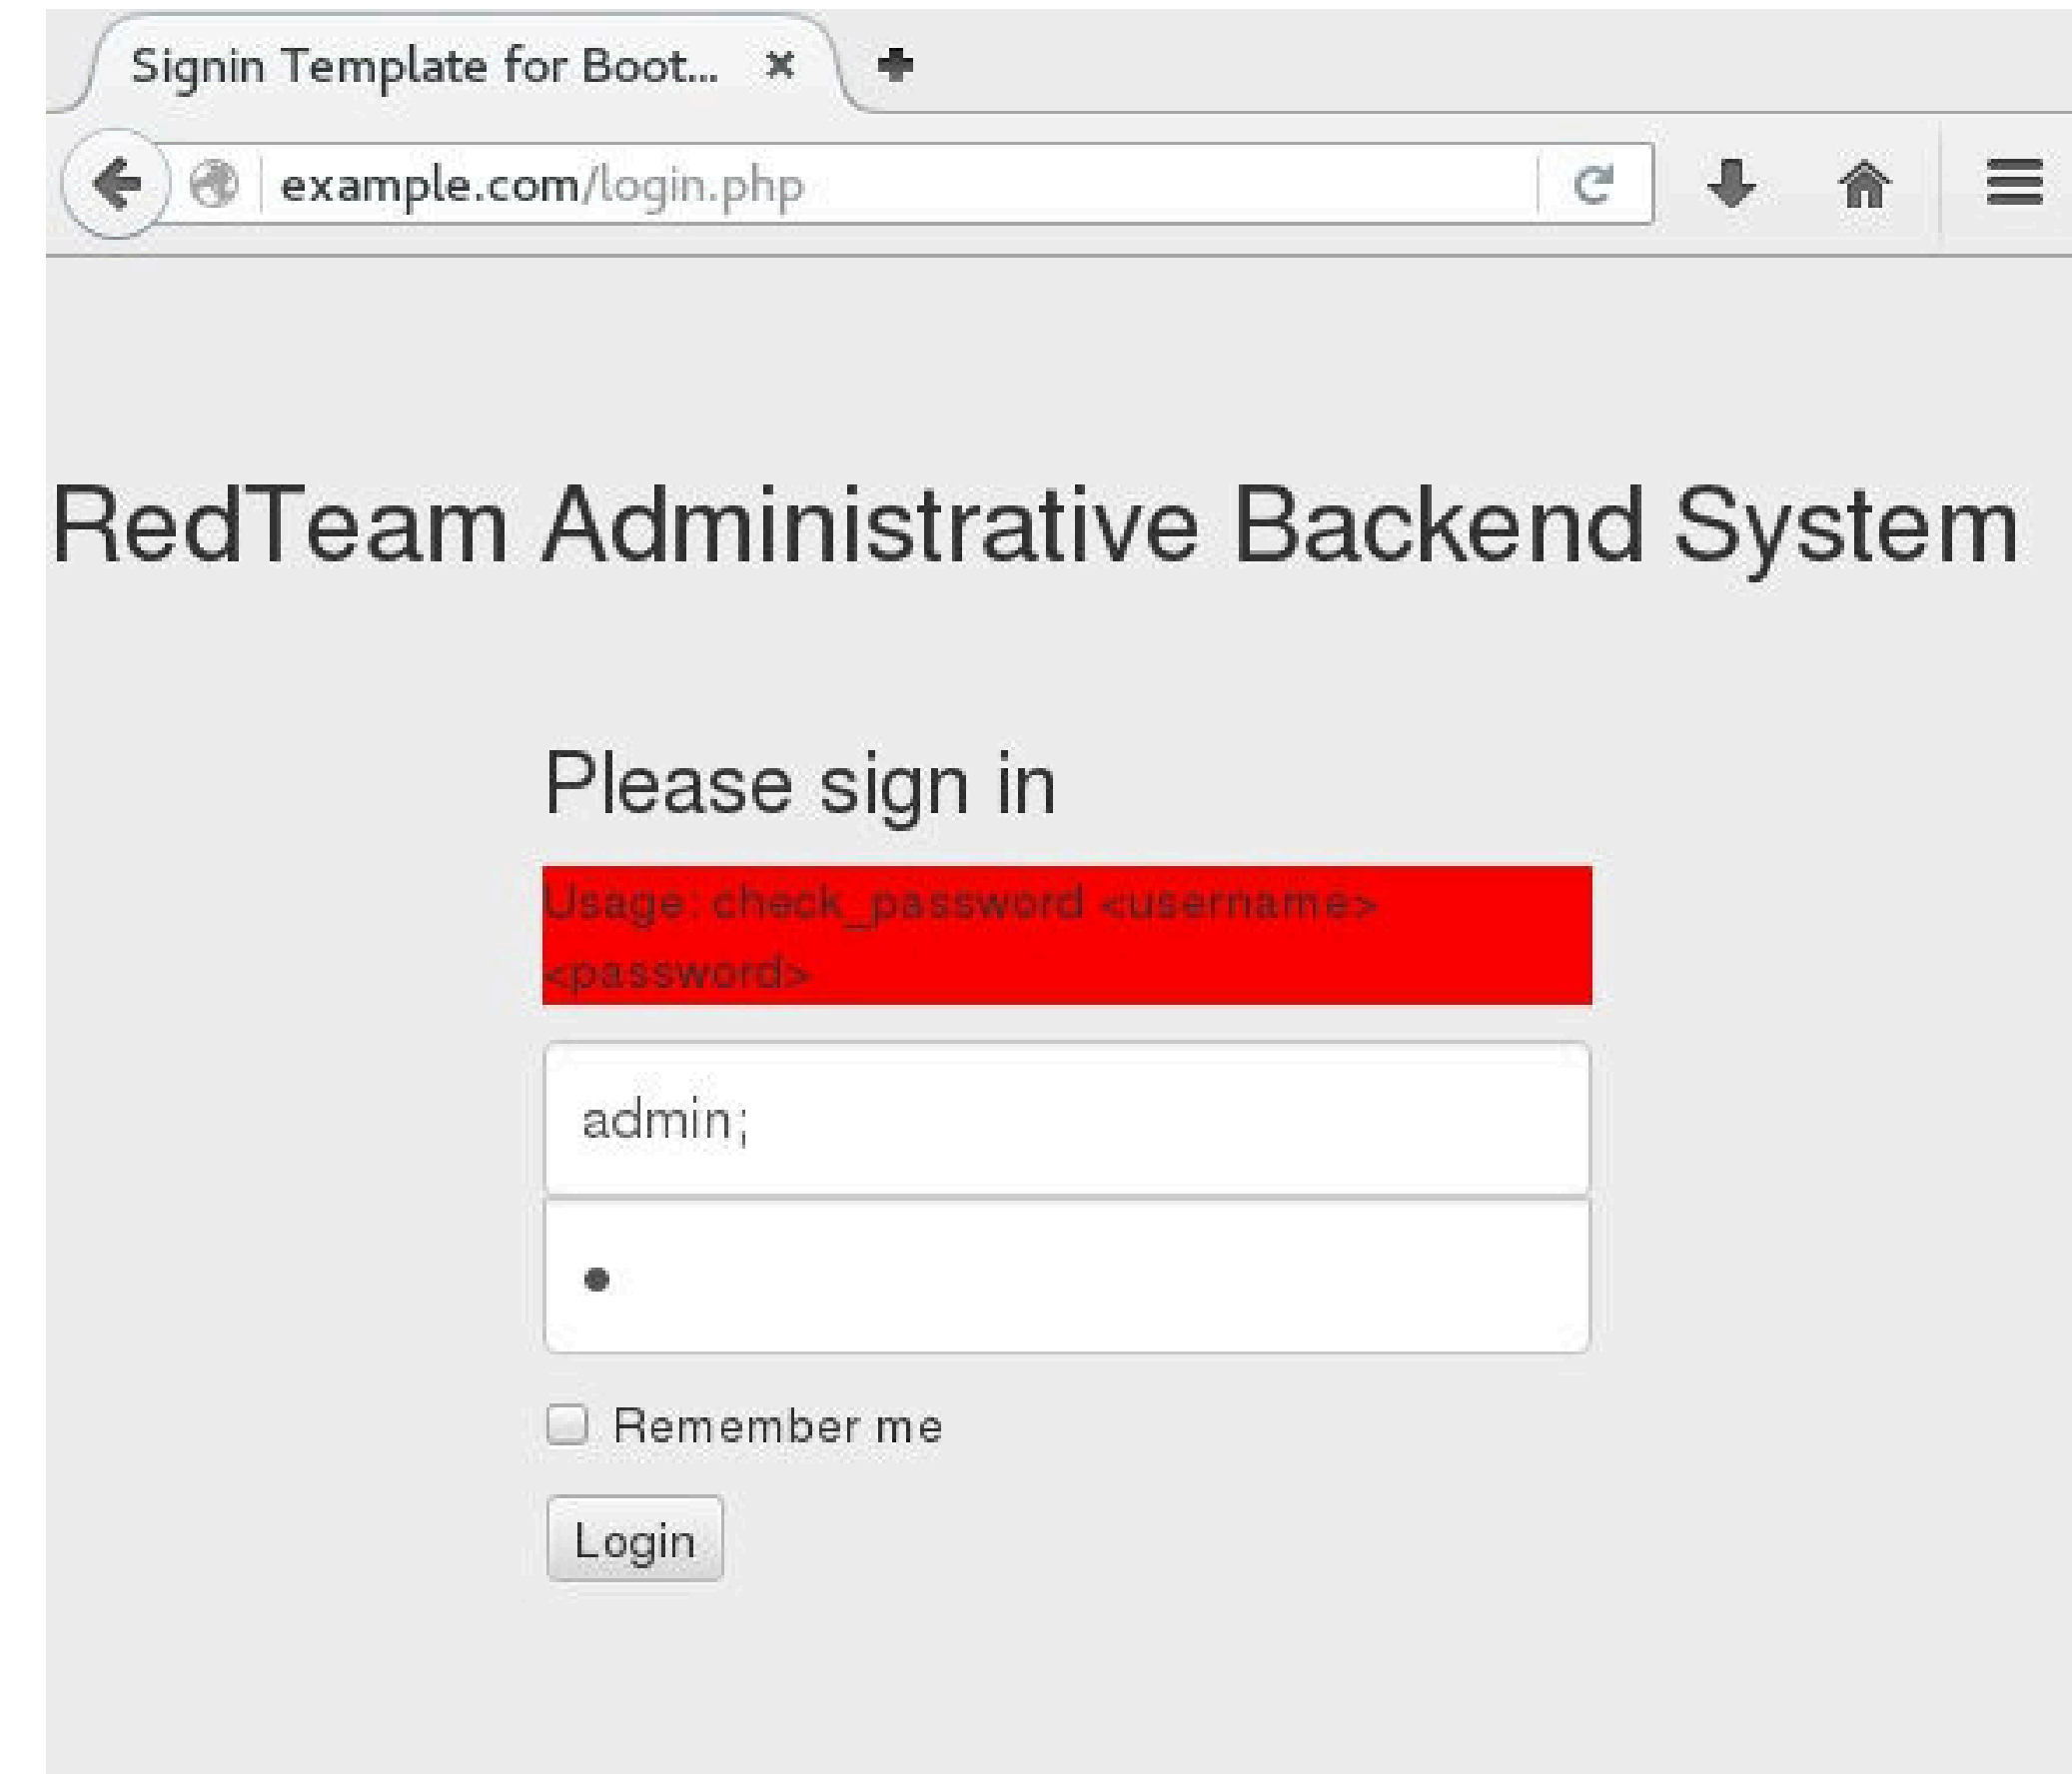 Signin Template for Boot...
example.com/login.php
RedTeam Administrative Backend System
Please sign in
Usage: check_password <username>
<password>
admin;
Remember me
Login